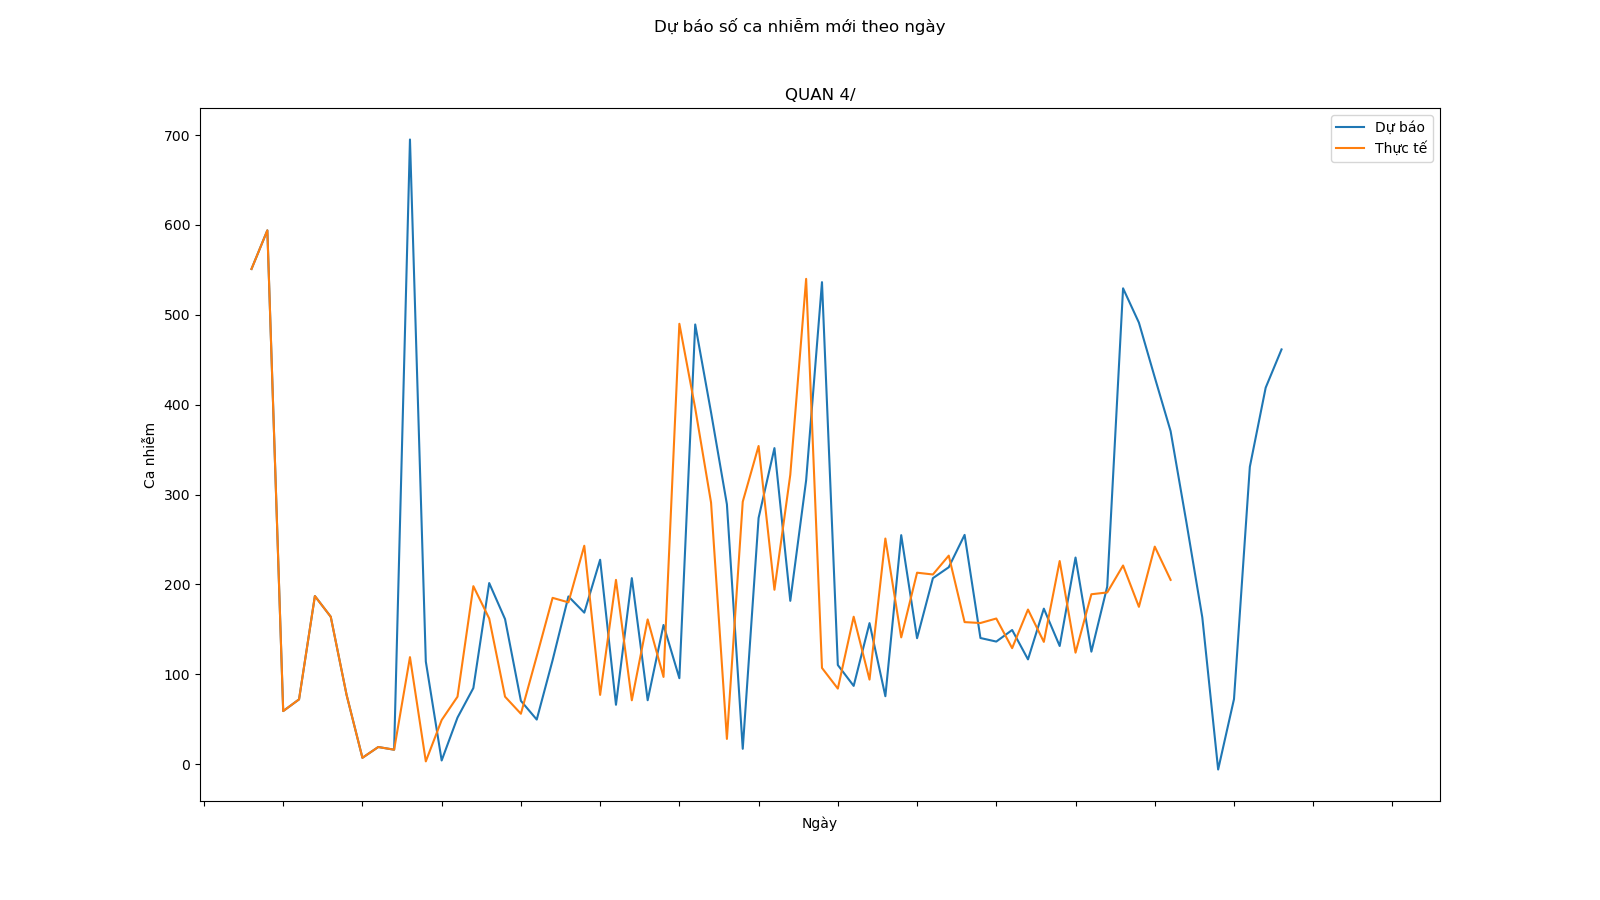 Dự báo số ca nhiễm mới theo ngày
QUAN 4/
Dự báo
Thực tế
700
600
500
400
300
200
100
0
Ca nhiễm
Ngày